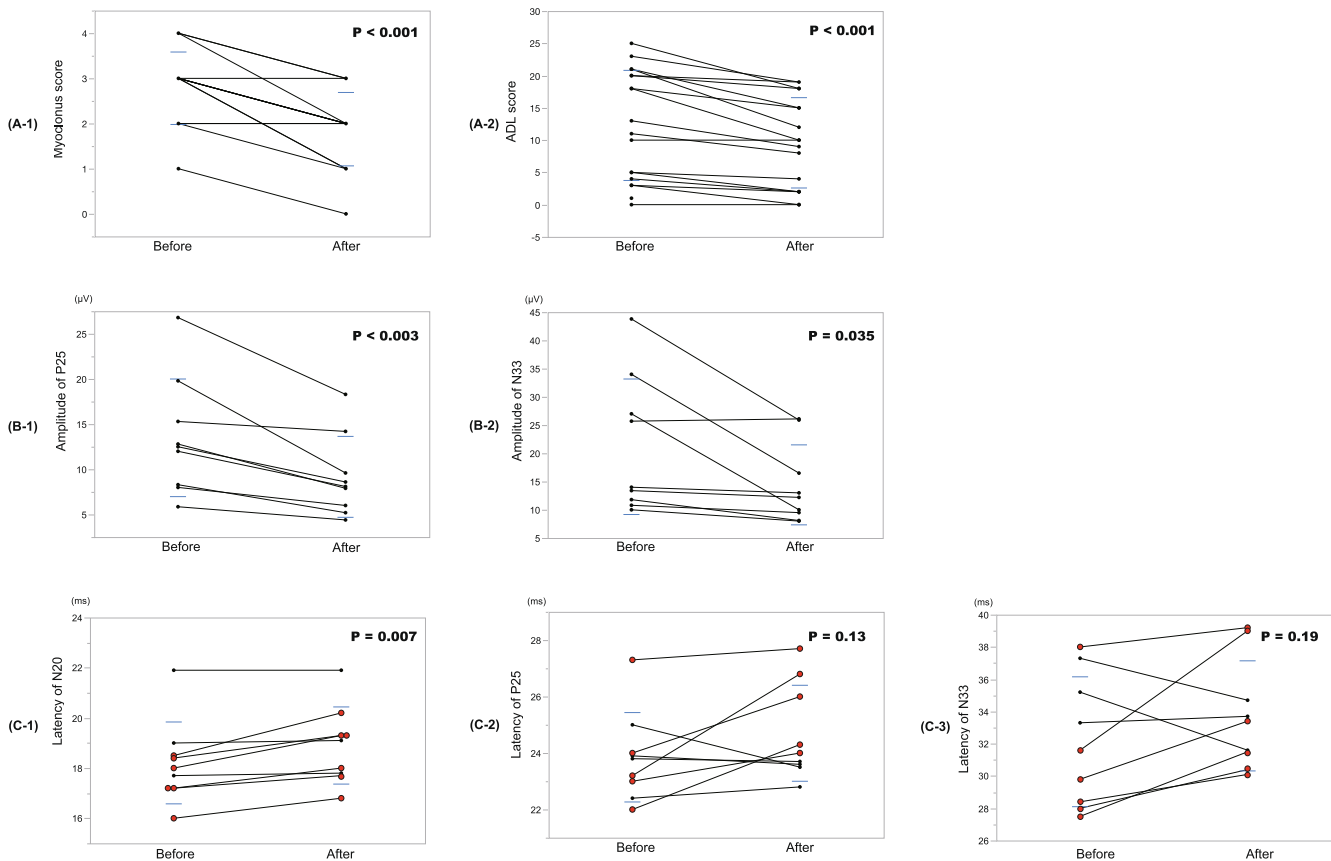 (A-1)
Myoclonus score
4
3
2
1
0
P < 0.001
Before
After
(A-2)
ADL score
30
25
20
15
10
5
0
-5
P < 0.001
Before
After
(B-1)
(µV)
Amplitude of P25
25
20
15
10
5
P < 0.003
Before
After
(B-2)
(µV)
Amplitude of N33
45
40
35
30
25
20
15
10
5
P = 0.035
Before
After
(C-1)
(ms)
Latency of N20
24
22
20
18
16
P = 0.007
Before
After
(C-2)
(ms)
Latency of P25
28
26
24
22
P = 0.13
Before
After
(C-3)
(ms)
Latency of N33
40
38
36
34
32
30
28
26
P = 0.19
Before
After